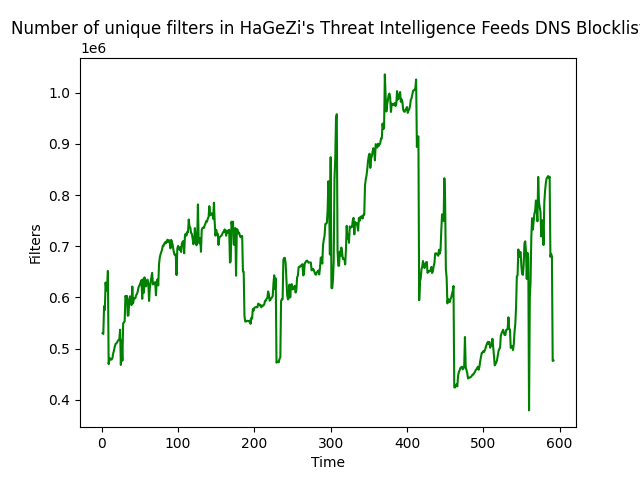 Number of unique filters in HaGeZi's Threat Intelligence Feeds DNS Blocklist
1e6
1.0
0.9
0.8
0.7
0.6
0.5
0.4
Filters
0 100 200 300 400 500 600
Time